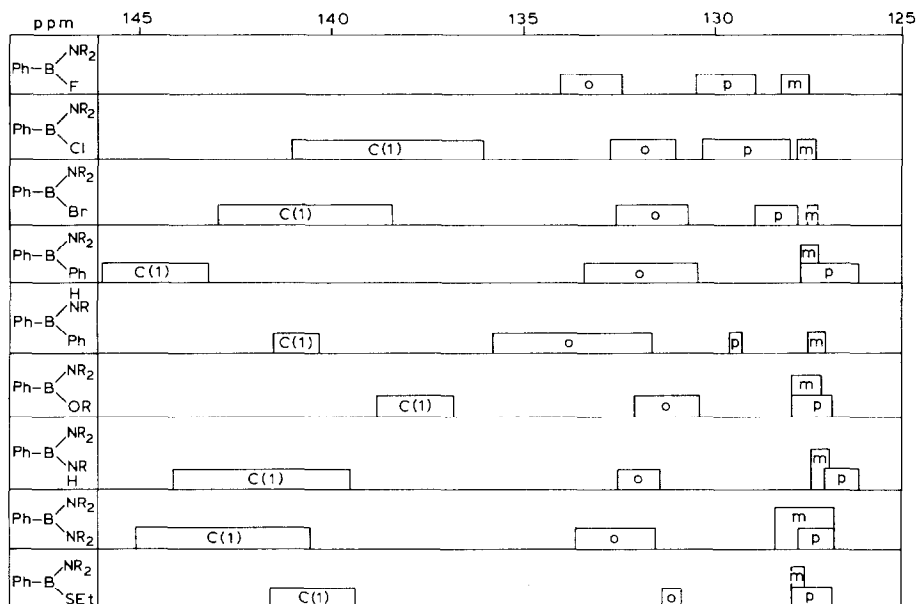 ppm 145 140 135 130 125
NR2
Ph-B o p m
F
NR2
Ph-B C(1) o p m
Cl
NR2
Ph-B C(1) o p m
Br
NR2
Ph-B C(1) o m p
Ph
H
NR
Ph-B C(1) o p m
Ph
NR2
Ph-B C(1) o m p
OR
NR2
Ph-B C(1) o m p
NR
H
NR2
Ph-B C(1) o m p
NR2
NR2
Ph-B C(1) o m p
SEt